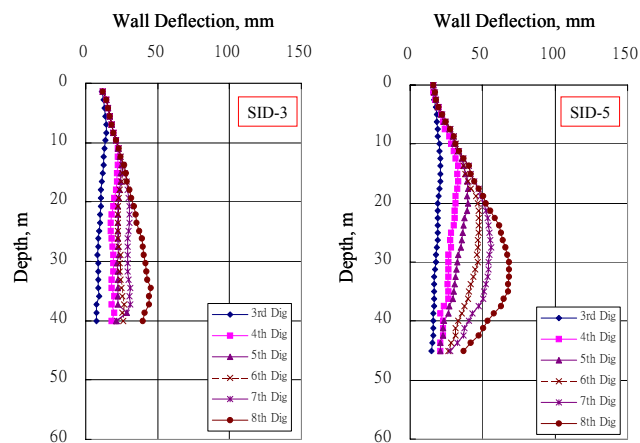 Wall Deflection, mm
0 50 100 150
0
10
20
30
40
50
60
Depth, m
SID-3
3rd Dig
4th Dig
5th Dig
6th Dig
7th Dig
8th Dig
Wall Deflection, mm
0 50 100 150
0
10
20
30
40
50
60
Depth, m
SID-5
3rd Dig
4th Dig
5th Dig
6th Dig
7th Dig
8th Dig